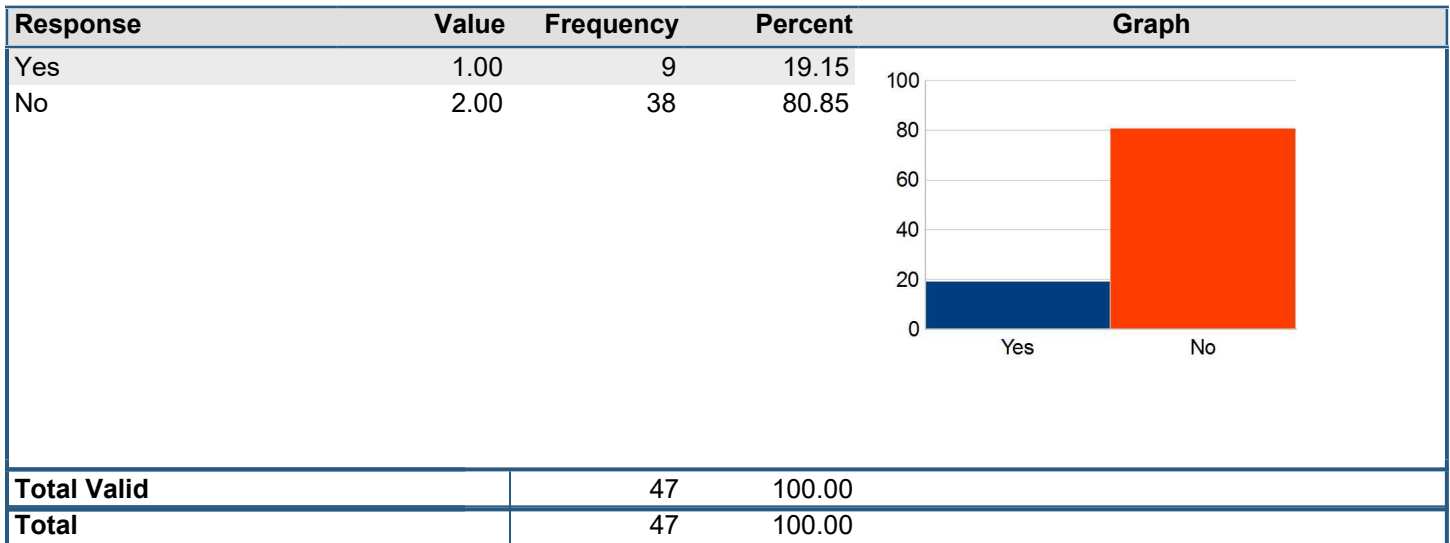 Response Value Frequency Percent Graph
Yes 1.00 9 19.15
No 2.00 38 80.85
100
80
60
40
20
0
Yes No
Total Valid 47 100.00
Total 47 100.00